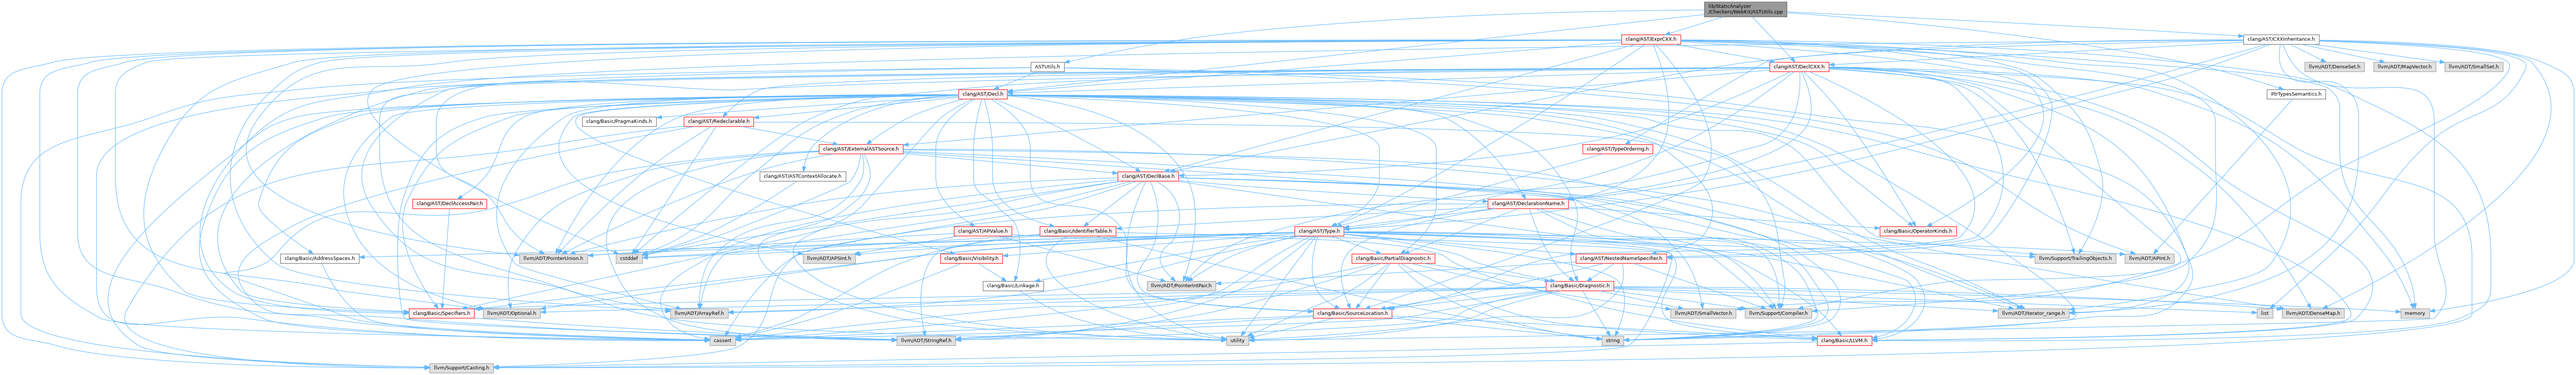 lib/StaticAnalyzer
/Checkers/WebKit/ASTUtils.cpp
clang/AST/ExprCXX.h
clang/AST/CXXInheritance.h
ASTUtils.h
clang/AST/DeclCXX.h
llvm/ADT/DenseSet.h
llvm/ADT/MapVector.h
llvm/ADT/SmallSet.h
clang/AST/Decl.h
PtrTypesSemantics.h
clang/Basic/PragmaKinds.h
clang/AST/Redeclarable.h
clang/AST/ExternalASTSource.h
clang/AST/TypeOrdering.h
clang/AST/ASTContextAllocate.h
clang/AST/DeclBase.h
clang/AST/DeclAccessPair.h
clang/AST/DeclarationName.h
clang/AST/APValue.h
clang/Basic/IdentifierTable.h
clang/AST/Type.h
clang/Basic/OperatorKinds.h
clang/Basic/AddressSpaces.h
llvm/ADT/PointerUnion.h
cstddef
llvm/ADT/APSInt.h
clang/Basic/Visibility.h
clang/Basic/PartialDiagnostic.h
clang/AST/NestedNameSpecifier.h
llvm/Support/TrailingObjects.h
llvm/ADT/APInt.h
clang/Basic/Linkage.h
llvm/ADT/PointerIntPair.h
clang/Basic/Diagnostic.h
clang/Basic/Specifiers.h
llvm/ADT/Optional.h
llvm/ADT/ArrayRef.h
clang/Basic/SourceLocation.h
llvm/ADT/SmallVector.h
llvm/Support/Compiler.h
llvm/ADT/iterator_range.h
list
llvm/ADT/DenseMap.h
memory
cassert
llvm/ADT/StringRef.h
utility
string
clang/Basic/LLVM.h
llvm/Support/Casting.h